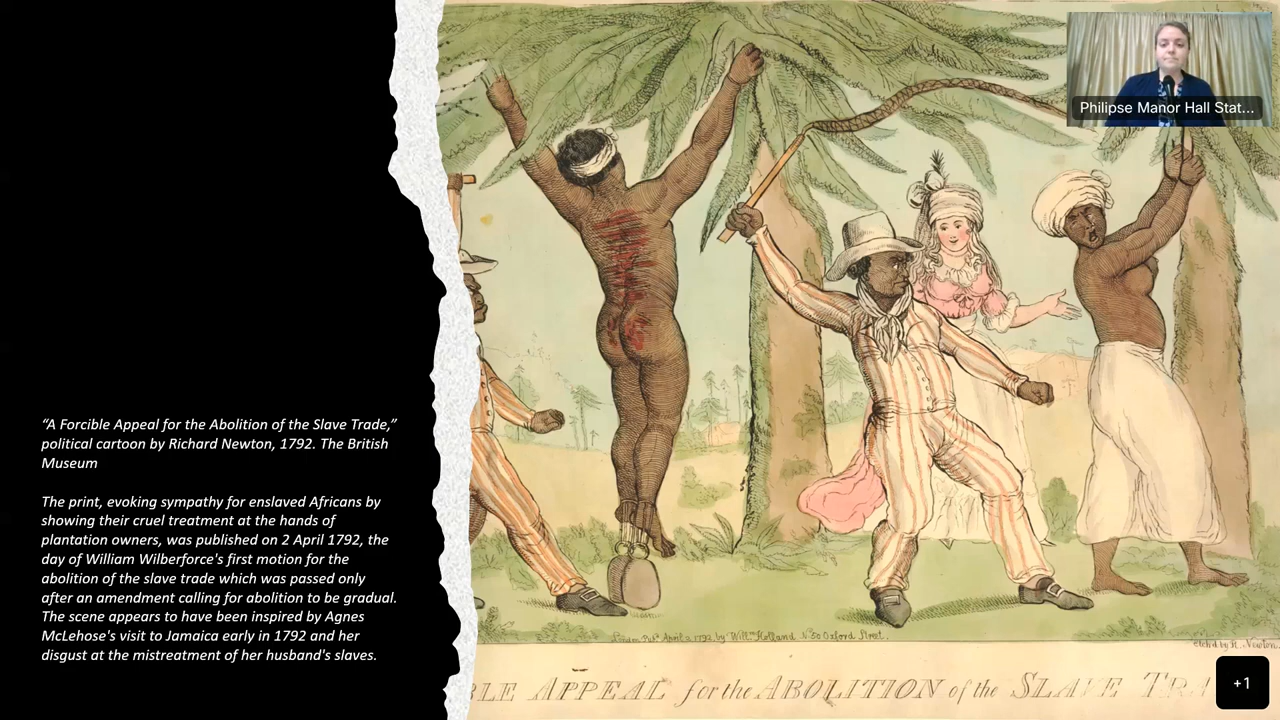 Philipse Manor Hall Stat...
“A Forcible Appeal for the Abolition of the Slave Trade,”
political cartoon by Richard Newton, 1792. The British
Museum
The print, evoking sympathy for enslaved Africans by
showing their cruel treatment at the hands of
plantation owners, was published on 2 April 1792, the
day of William Wilberforce's first motion for the
abolition of the slave trade which was passed only
after an amendment calling for abolition to be gradual.
The scene appears to have been inspired by Agnes
McLehose's visit to Jamaica early in 1792 and her
disgust at the mistreatment of her husband's slaves.
London Pubd April 2 1792 by Willm Holland No 50 Oxford Street.
Etch'd by R. Newton.
BLE APPEAL for the ABOLITION of the SLAVE TRA
+1